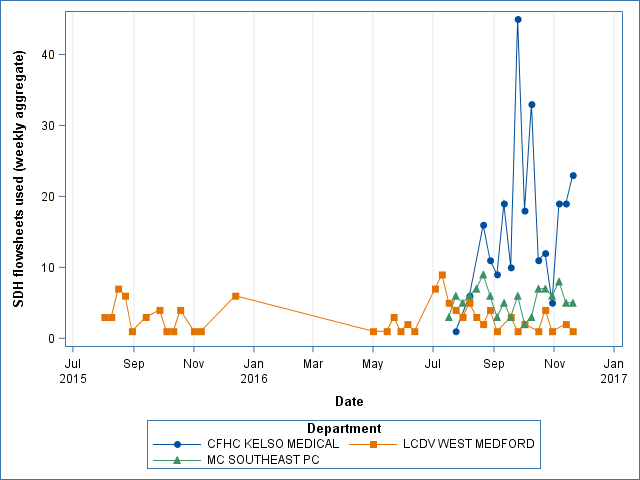 SDH flowsheets used (weekly aggregate)
40
30
20
10
0
Jul Sep Nov Jan Mar May Jul Sep Nov Jan
2015 2016 2017
Date
Department
CFHC KELSO MEDICAL LCDV WEST MEDFORD
MC SOUTHEAST PC